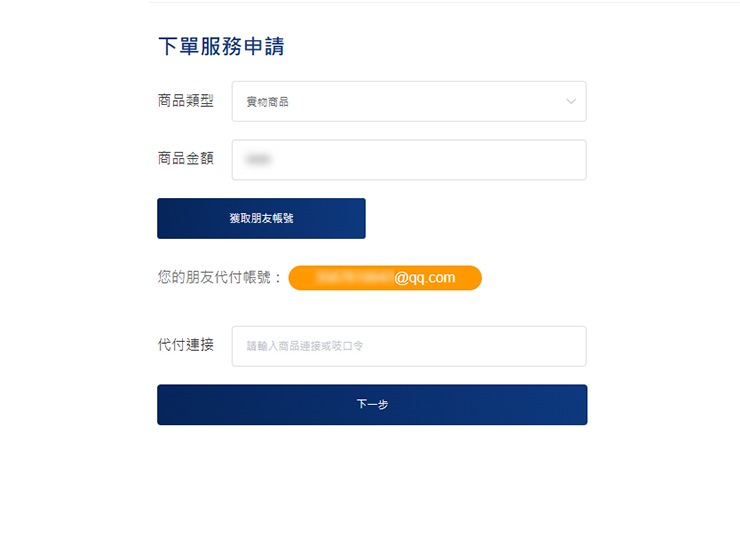 下單服務申請
商品類型 實物商品
商品金額
獲取朋友帳號
您的朋友代付帳號： @qq.com
代付連接 請輸入商品連接或吱口令
下一步